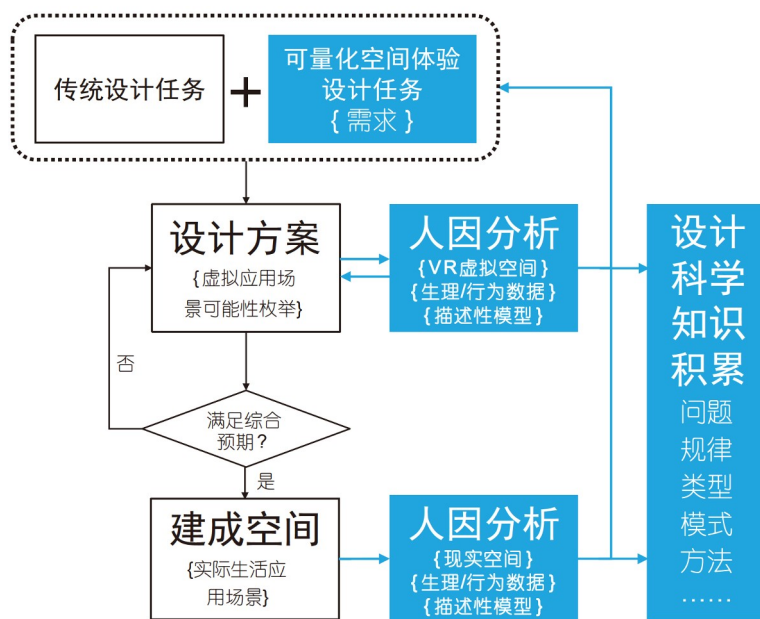 传统设计任务
+
可量化空间体验
设计任务
{ 需求 }
设计方案
{虚拟应用场
景可能性枚举}
人因分析
{VR虚拟空间}
{生理/行为数据}
{描述性模型}
设计
科学
知识
积累
问题
规律
类型
模式
方法
......
否
满足综合
预期?
是
建成空间
{实际生活应
用场景}
人因分析
{现实空间}
{生理/行为数据}
{描述性模型}